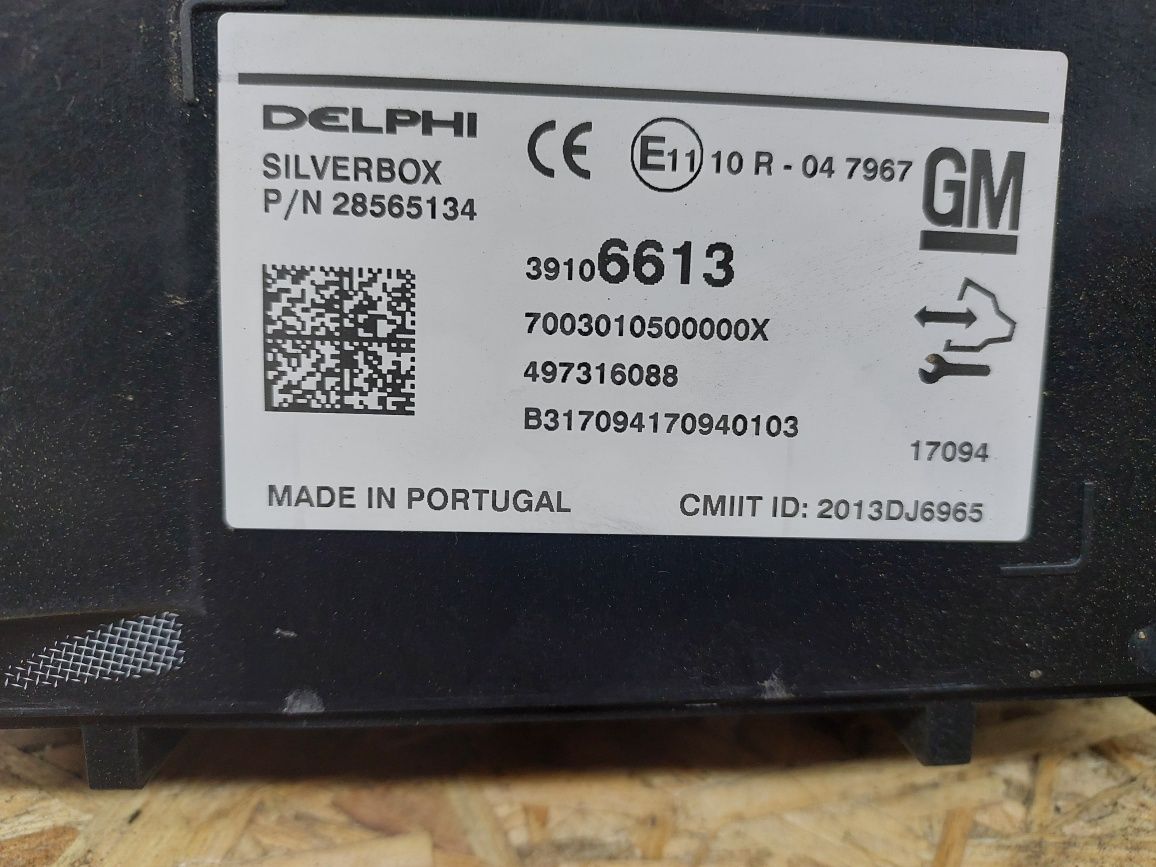 DELPHI
SILVERBOX
P/N 28565134
CE E11 10 R - 04 7967
GM
39106613
7003010500000X
497316088
B317094170940103
17094
MADE IN PORTUGAL
CMIIT ID: 2013DJ6965